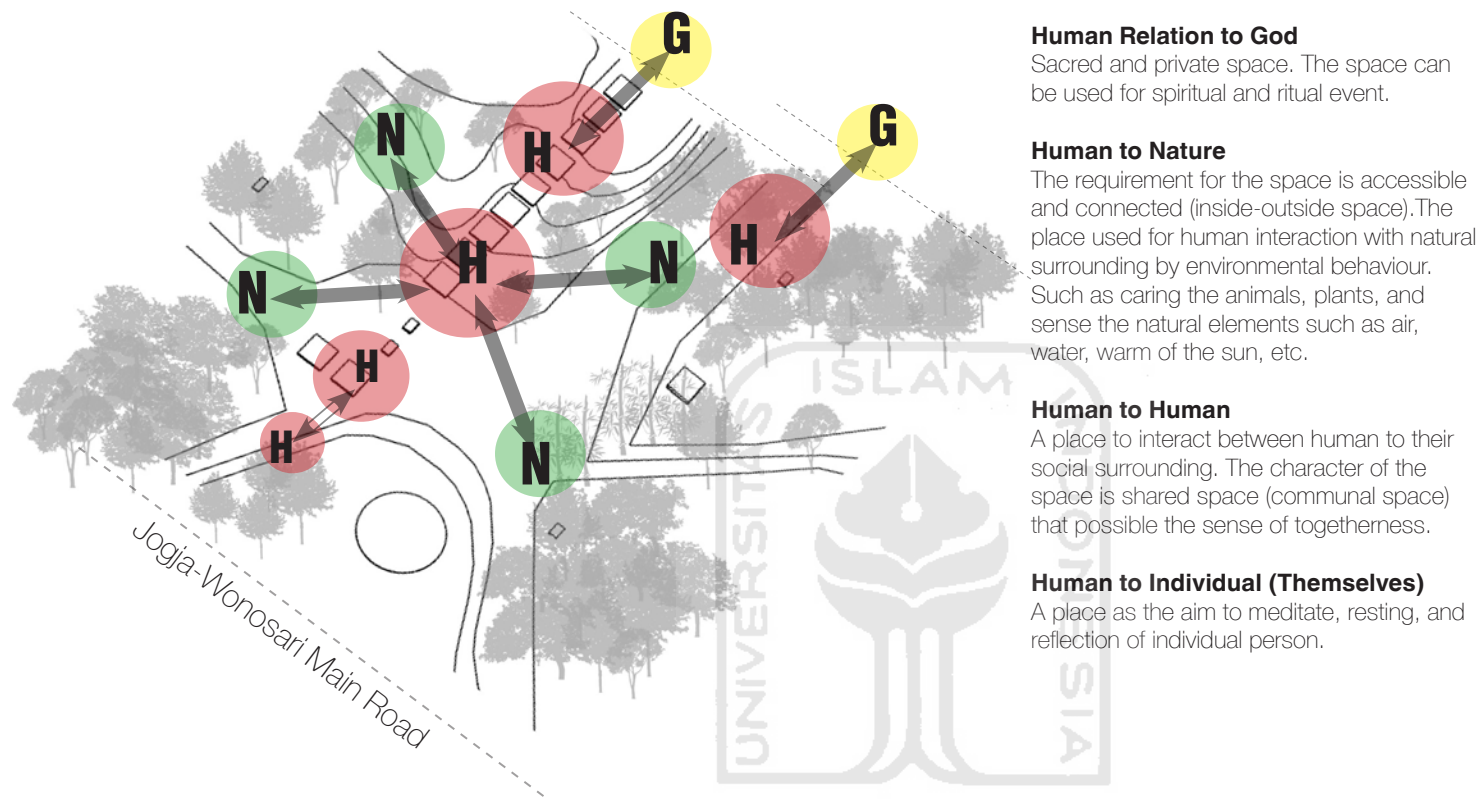 G
N
H
G
H
H
N
N
H
H
N
Jogja-Wonosari Main Road
Human Relation to God
Sacred and private space. The space can
be used for spiritual and ritual event.
Human to Nature
The requirement for the space is accessible
and connected (inside-outside space).The
place used for human interaction with natural
surrounding by environmental behaviour.
Such as caring the animals, plants, and
sense the natural elements such as air,
water, warm of the sun, etc.
Human to Human
A place to interact between human to their
social surrounding. The character of the
space is shared space (communal space)
that possible the sense of togetherness.
Human to Individual (Themselves)
A place as the aim to meditate, resting, and
reflection of individual person.
UNIVERSITAS
ISLAM
INDONESIA